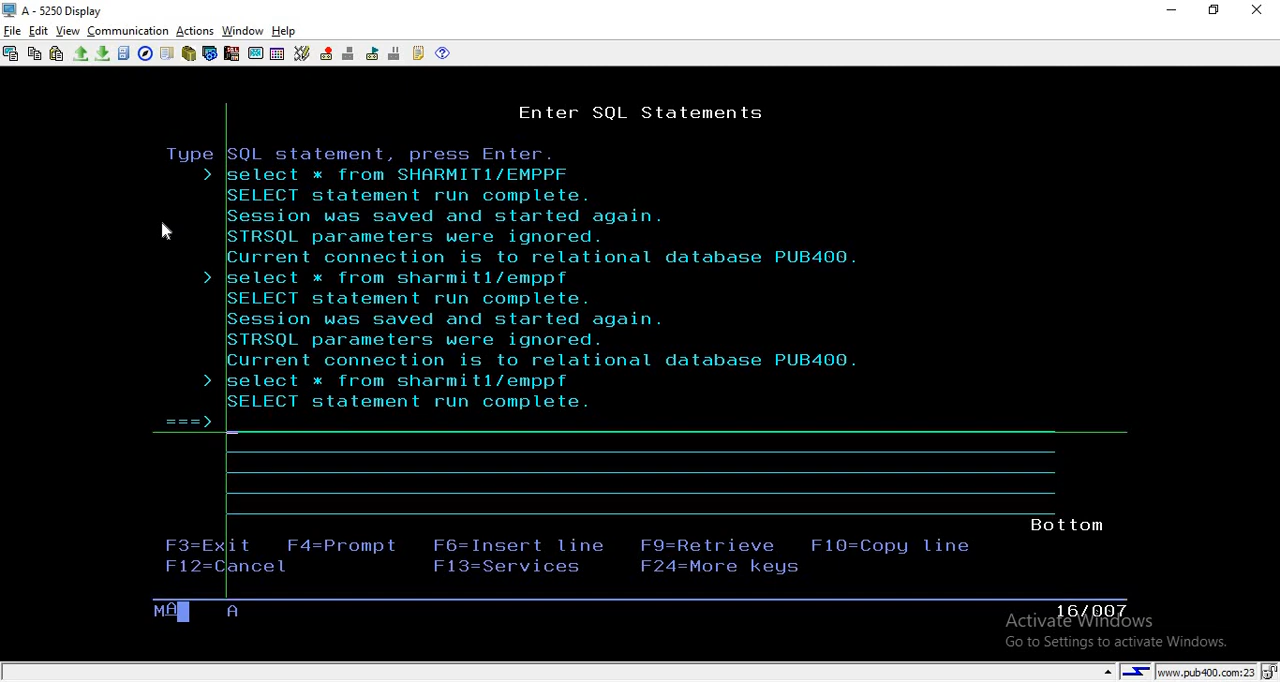 A - 5250 Display
File Edit View Communication Actions Window Help
Enter SQL Statements
Type SQL statement, press Enter.
> select * from SHARMIT1/EMPPF
SELECT statement run complete.
Session was saved and started again.
STRSQL parameters were ignored.
Current connection is to relational database PUB400.
> select * from sharmit1/emppf
SELECT statement run complete.
Session was saved and started again.
STRSQL parameters were ignored.
Current connection is to relational database PUB400.
> select * from sharmit1/emppf
SELECT statement run complete.
===>
Bottom
F3=Exit F4=Prompt F6=Insert line F9=Retrieve F10=Copy line
F12=Cancel F13=Services F24=More keys
MA A 16/007
Activate Windows
Go to Settings to activate Windows.
www.pub400.com:23